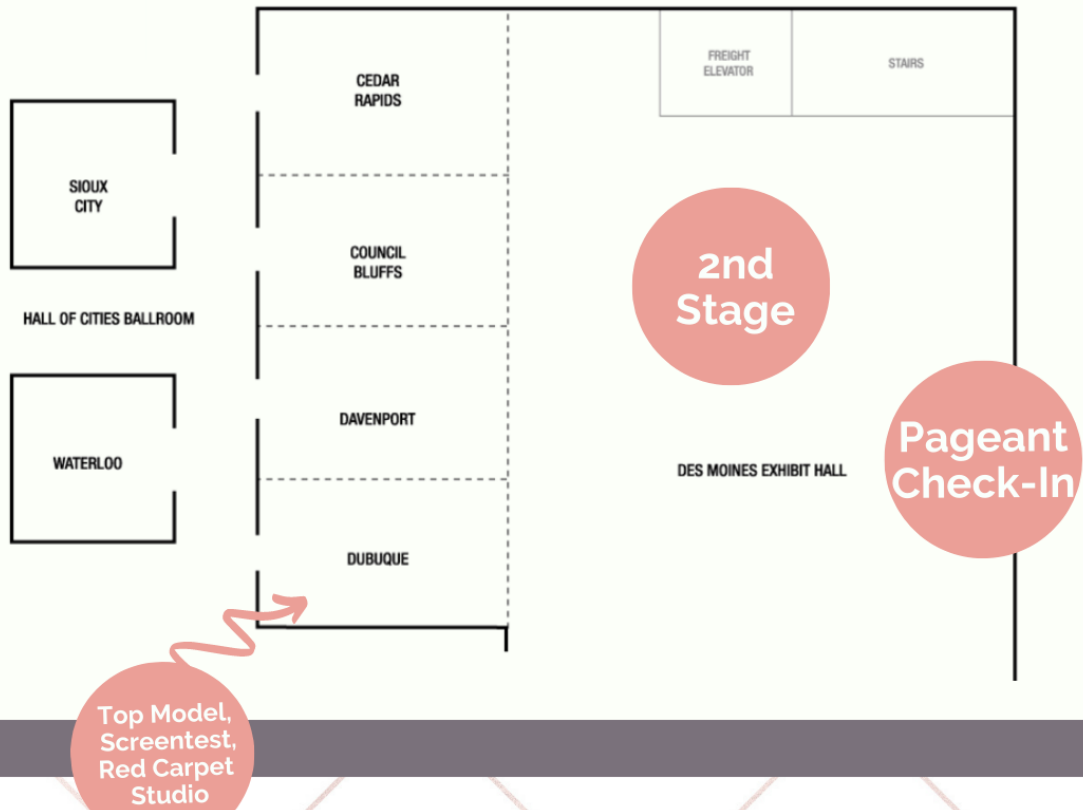 CEDAR
RAPIDS
FREIGHT
ELEVATOR
STAIRS
SIOUX
CITY
COUNCIL
BLUFFS
2nd
Stage
HALL OF CITIES BALLROOM
DAVENPORT
WATERLOO
DES MOINES EXHIBIT HALL
Pageant
Check-In
DUBUQUE
Top Model,
Screentest,
Red Carpet
Studio